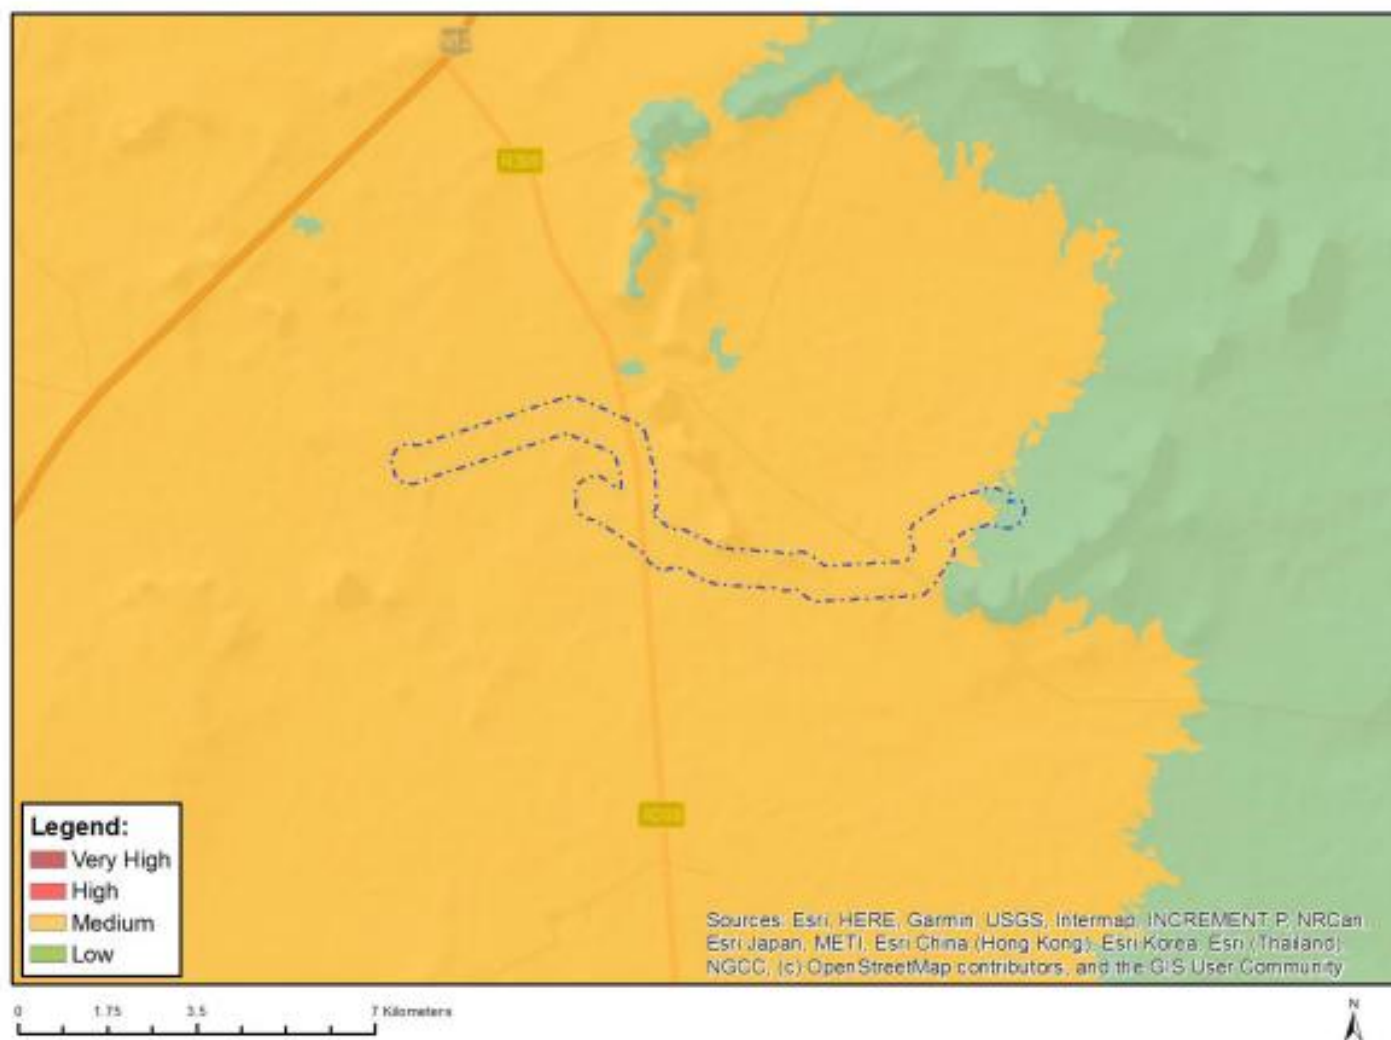 Legend:
Very High
High
Medium
Low
Sources: Esri, HERE, Garmin, USGS, Intermap, INCREMENT P, NRCan,
Esri Japan, METI, Esri China (Hong Kong), Esri Korea, Esri (Thailand),
NGCC, (c) OpenStreetMap contributors, and the GIS User Community
0 1.75 3.5 7 Kilometers
N